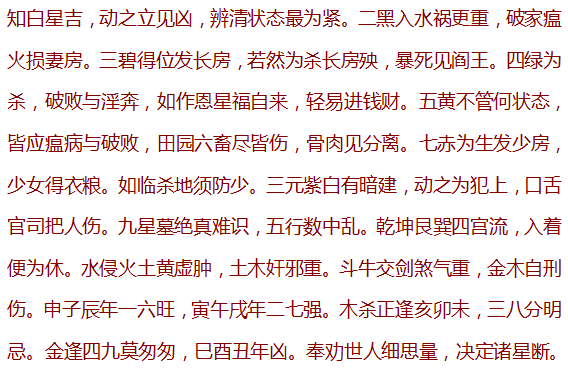 知白星吉，动之立见凶，辨清状态最为紧。二黑入水祸更重，破家瘟
火损妻房。三碧得位发长房，若然为杀长房殃，暴死见阎王。四绿为
杀，破败与淫奔，如作恩星福自来，轻易进钱财。五黄不管何状态，
皆应瘟病与破败，田园六畜尽皆伤，骨肉见分离。七赤为生发少房，
少女得衣粮。如临杀地须防少。三元紫白有暗建，动之为犯上，口舌
官司把人伤。九星墓绝真难识，五行数中乱。乾坤艮巽四宫流，入着
便为休。水侵火土黄虚肿，土木奸邪重。斗牛交剑煞气重，金木自刑
伤。申子辰年一六旺，寅午戌年二七强。木杀正逢亥卯未，三八分明
忌。金逢四九莫匆匆，巳酉丑年凶。奉劝世人细思量，决定诸星断。